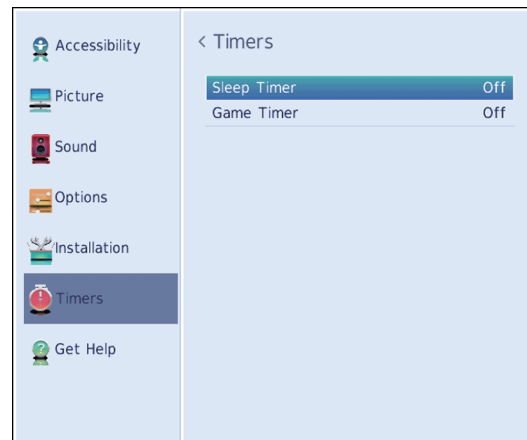 Accessibility
Picture
Sound
Options
Installation
Timers
Get Help
< Timers
Sleep Timer Off
Game Timer Off